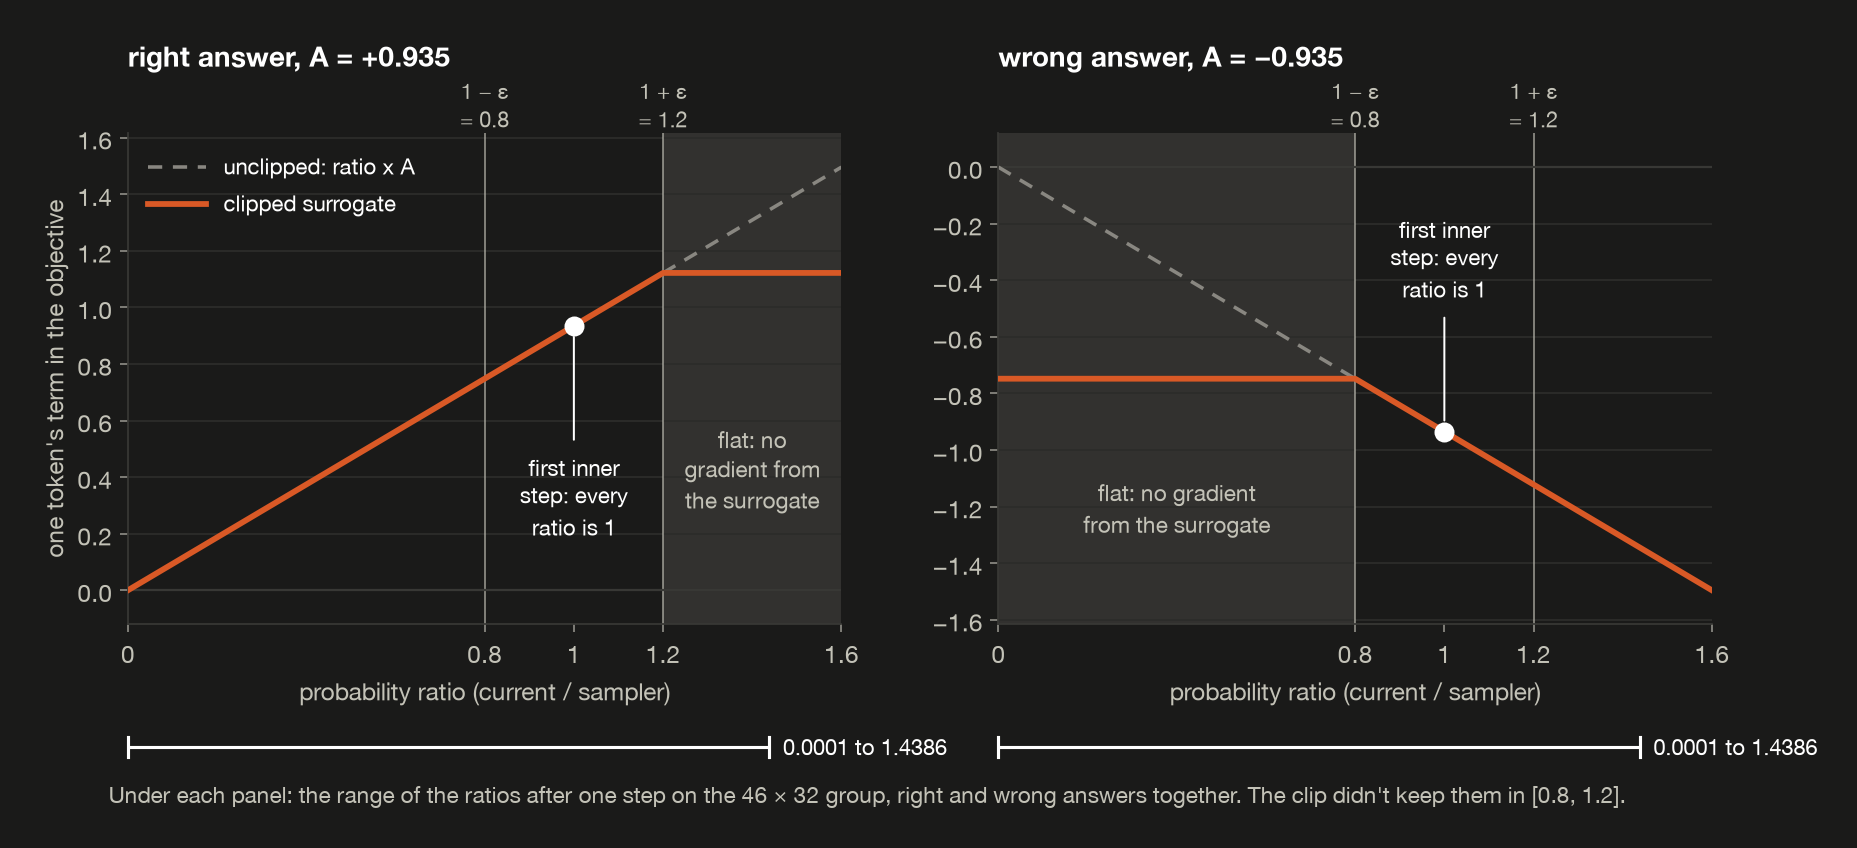 right answer, A = +0.935
1 − ε
= 0.8
1 + ε
= 1.2
unclipped: ratio x A
clipped surrogate
one token's term in the objective
1.6
1.4
1.2
1.0
0.8
0.6
0.4
0.2
0.0
first inner
step: every
ratio is 1
flat: no
gradient from
the surrogate
0
0.8
1
1.2
1.6
probability ratio (current / sampler)
0.0001 to 1.4386
wrong answer, A = −0.935
1 − ε
= 0.8
1 + ε
= 1.2
0.0
−0.2
−0.4
−0.6
−0.8
−1.0
−1.2
−1.4
−1.6
first inner
step: every
ratio is 1
flat: no gradient
from the surrogate
0
0.8
1
1.2
1.6
probability ratio (current / sampler)
0.0001 to 1.4386
Under each panel: the range of the ratios after one step on the 46 × 32 group, right and wrong answers together. The clip didn't keep them in [0.8, 1.2].